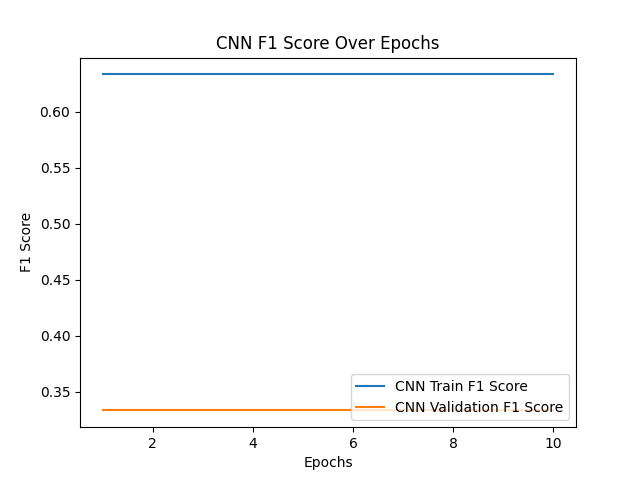 CNN F1 Score Over Epochs
F1 Score
0.60
0.55
0.50
0.45
0.40
0.35
CNN Train F1 Score
CNN Validation F1 Score
2 4 6 8 10
Epochs